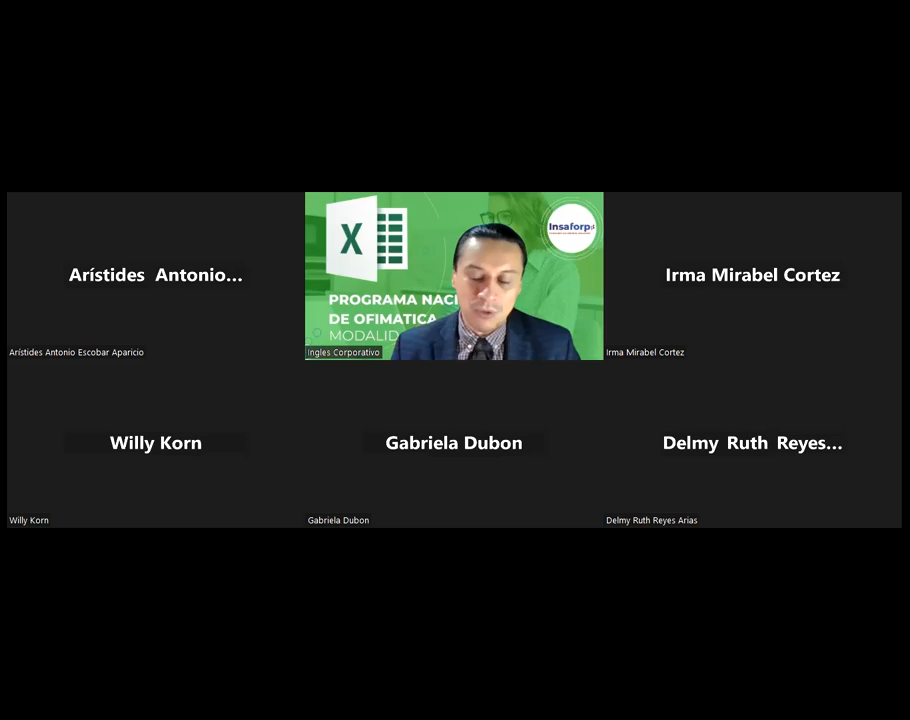 Arístides Antonio...
Arístides Antonio Escobar Aparicio
X
Insaforp
PROGRAMA NACI
DE OFIMATICA
MODALID
Ingles Corporativo
Irma Mirabel Cortez
Irma Mirabel Cortez
Willy Korn
Willy Korn
Gabriela Dubon
Gabriela Dubon
Delmy Ruth Reyes...
Delmy Ruth Reyes Arias